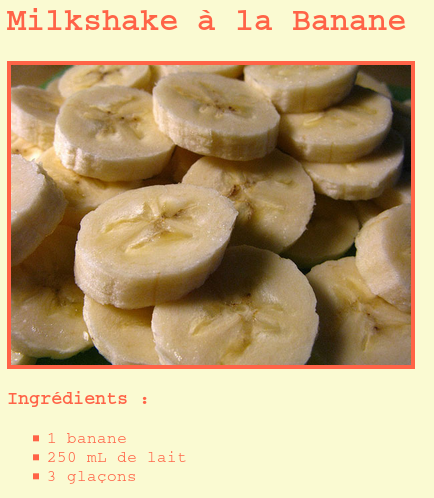 Milkshake à la Banane
Ingrédients :
1 banane
250 mL de lait
3 glaçons